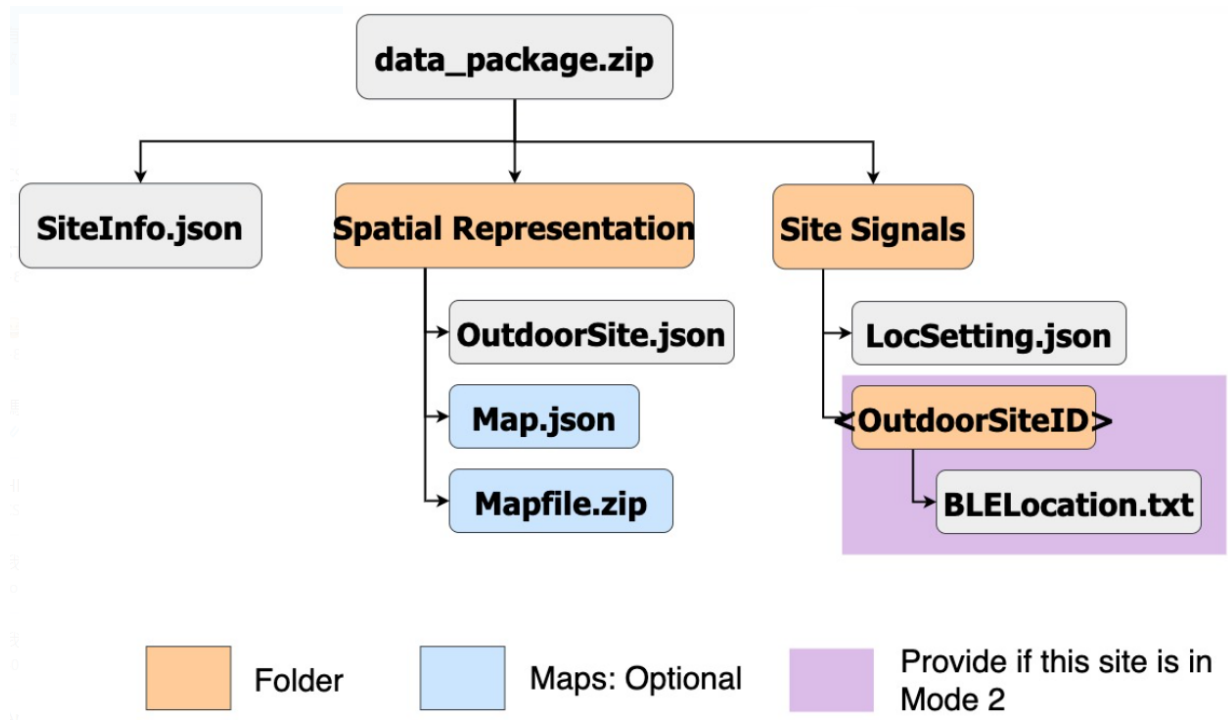 data_package.zip
SiteInfo.json
Spatial Representation
Site Signals
OutdoorSite.json
LocSetting.json
Map.json
<OutdoorSiteID>
Mapfile.zip
BLELocation.txt
Folder
Maps: Optional
Provide if this site is in
Mode 2